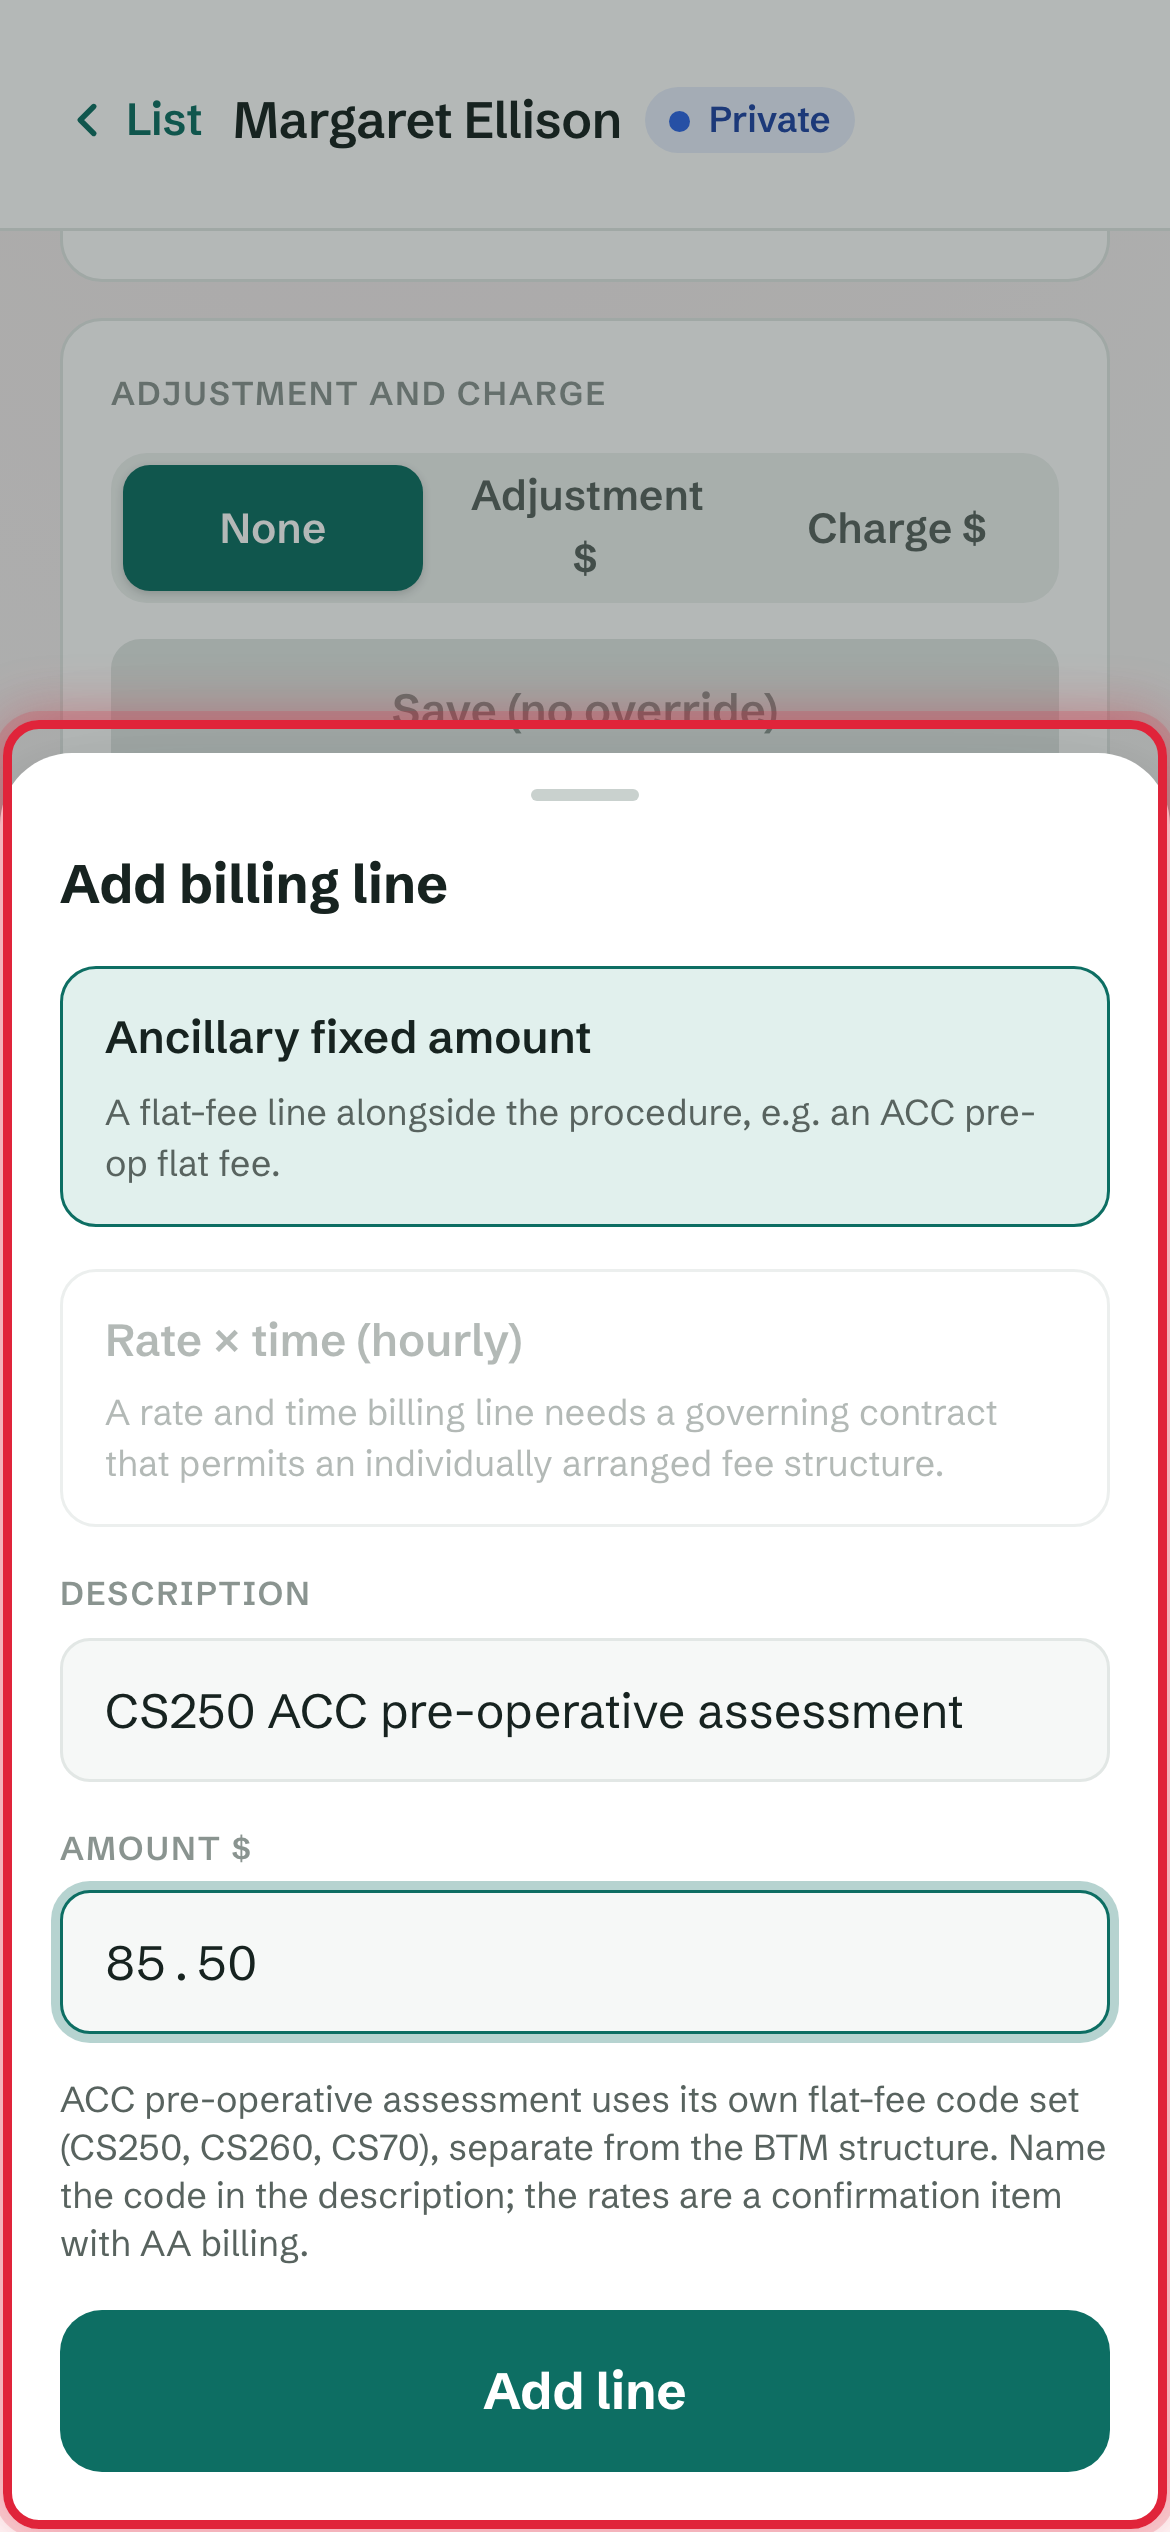 List Margaret Ellison Private
ADJUSTMENT AND CHARGE
None
Adjustment
$
Charge $
Save (no override)
Add billing line
Ancillary fixed amount
A flat-fee line alongside the procedure, e.g. an ACC pre-
op flat fee.
Rate × time (hourly)
A rate and time billing line needs a governing contract
that permits an individually arranged fee structure.
DESCRIPTION
CS250 ACC pre-operative assessment
AMOUNT $
85.50
ACC pre-operative assessment uses its own flat-fee code set
(CS250, CS260, CS70), separate from the BTM structure. Name
the code in the description; the rates are a confirmation item
with AA billing.
Add line